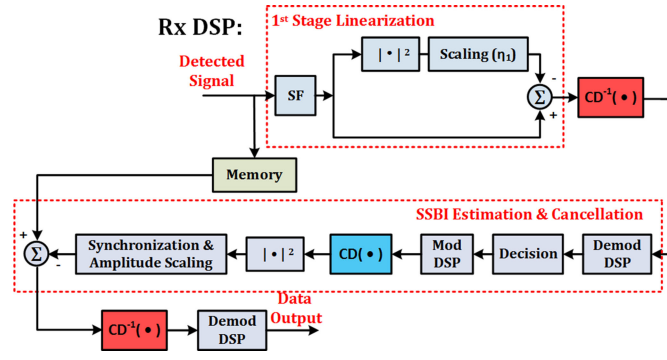 Rx DSP:
1st Stage Linearization
Detected Signal
SF
|•|²
Scaling (η1)
-
Σ
+
CD⁻¹(•)
Memory
SSBI Estimation & Cancellation
+
Σ
-
Synchronization &
Amplitude Scaling
|•|²
CD(•)
Mod
DSP
Decision
Demod
DSP
CD⁻¹(•)
Demod
DSP
Data
Output